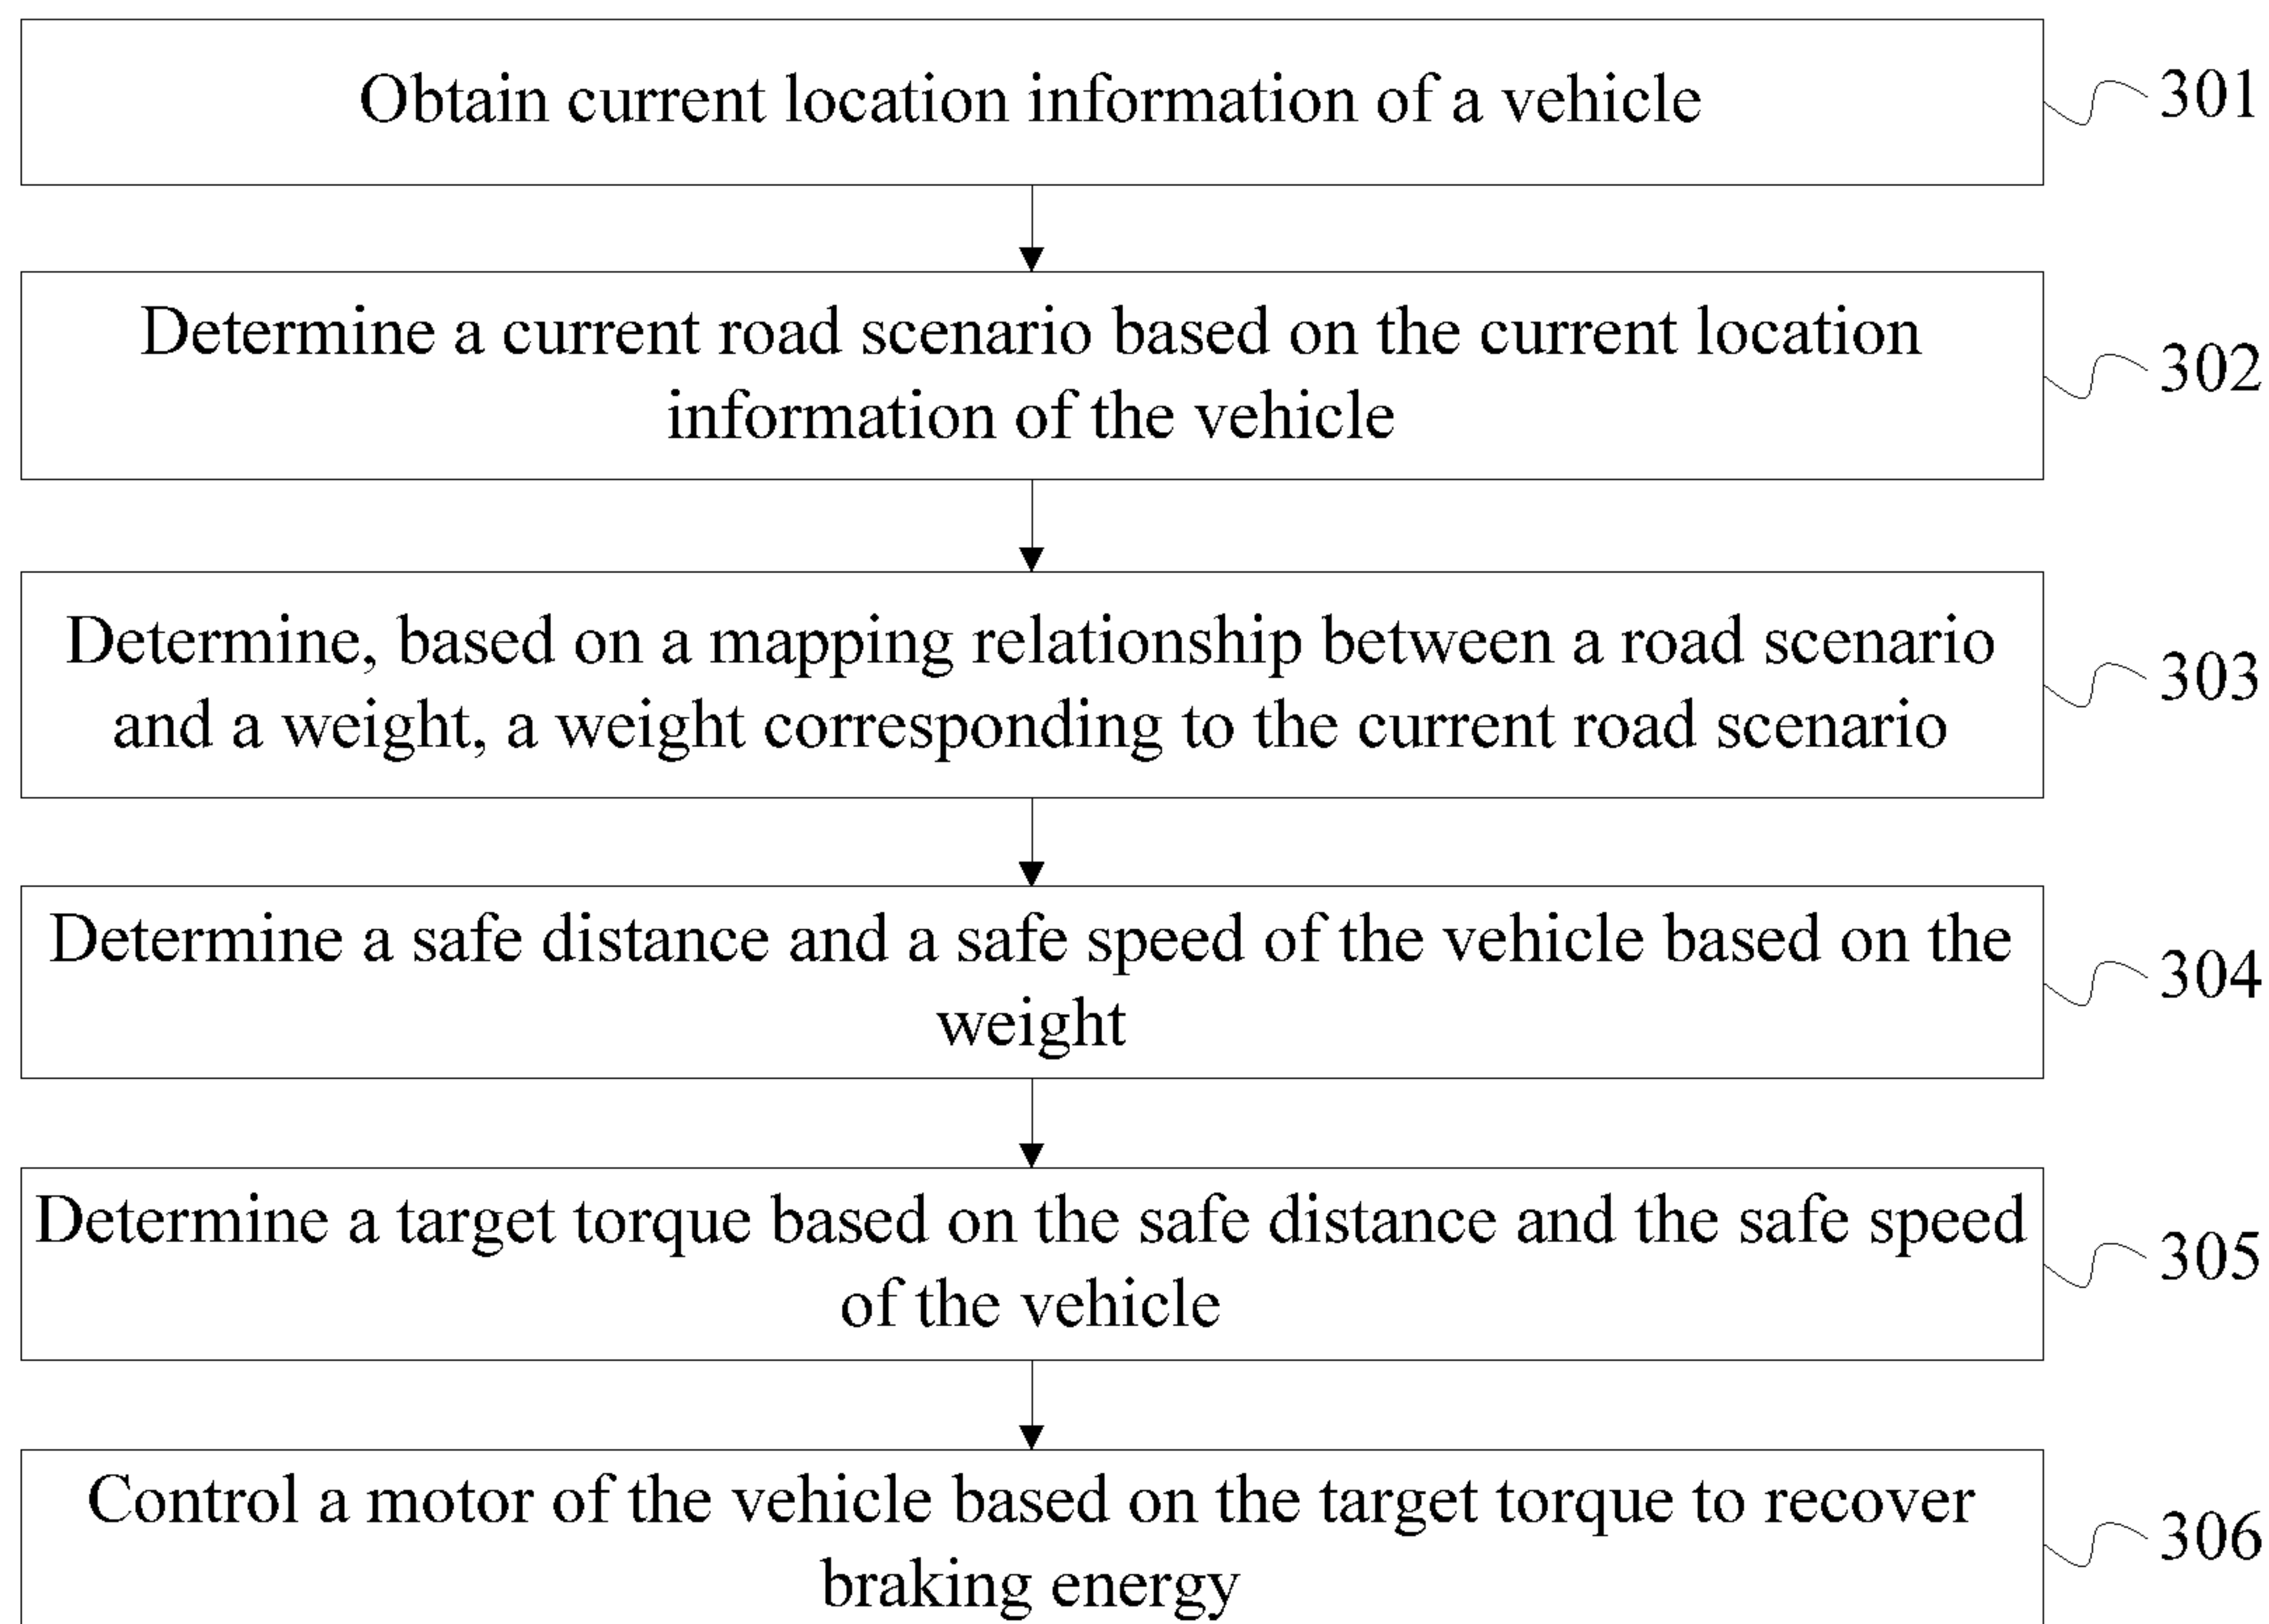 Obtain current location information of a vehicle
301
Determine a current road scenario based on the current location
information of the vehicle
302
Determine, based on a mapping relationship between a road scenario
and a weight, a weight corresponding to the current road scenario
303
Determine a safe distance and a safe speed of the vehicle based on the
weight
304
Determine a target torque based on the safe distance and the safe speed
of the vehicle
305
Control a motor of the vehicle based on the target torque to recover
braking energy
306